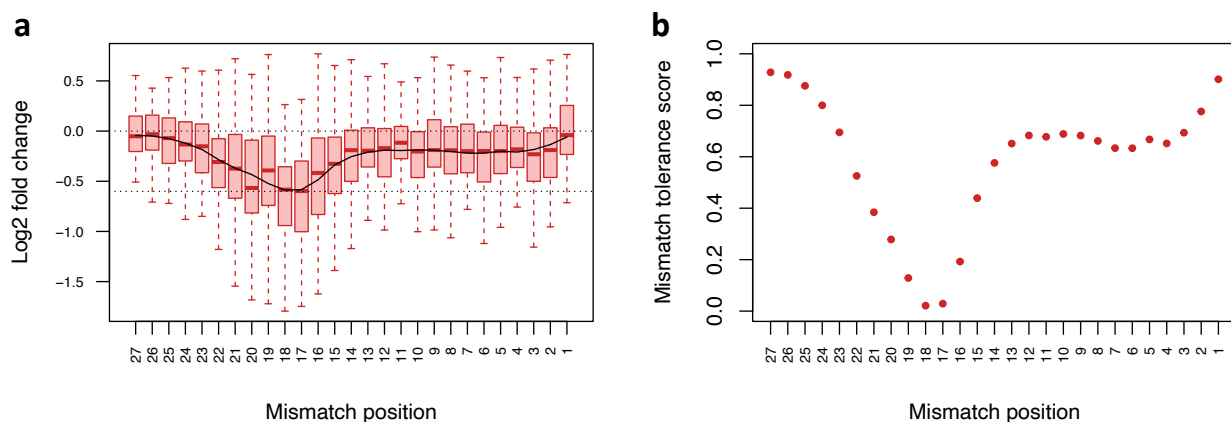 a
Log2 fold change
0.5
0.0
-0.5
-1.0
-1.5
27 26 25 24 23 22 21 20 19 18 17 16 15 14 13 12 11 10 9 8 7 6 5 4 3 2 1
Mismatch position
b
Mismatch tolerance score
1.0
0.8
0.6
0.4
0.2
0.0
27 26 25 24 23 22 21 20 19 18 17 16 15 14 13 12 11 10 9 8 7 6 5 4 3 2 1
Mismatch position